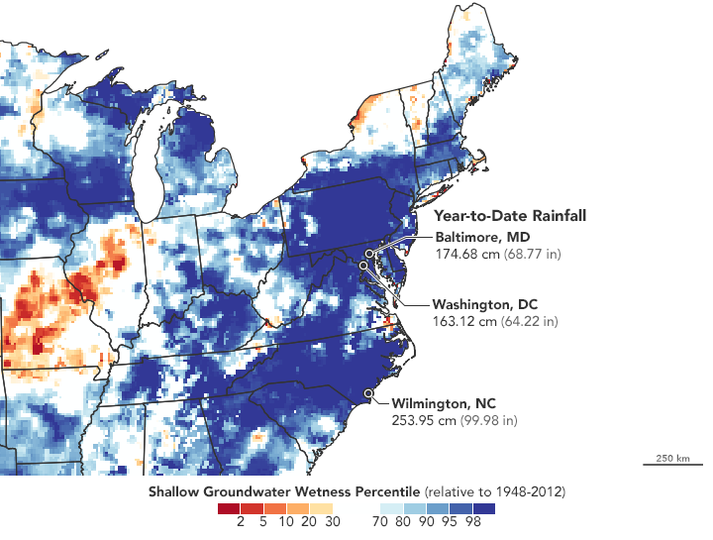 Year-to-Date Rainfall
Baltimore, MD
174.68 cm (68.77 in)
Washington, DC
163.12 cm (64.22 in)
Wilmington, NC
253.95 cm (99.98 in)
250 km
Shallow Groundwater Wetness Percentile (relative to 1948-2012)
2 5 10 20 30 70 80 90 95 98